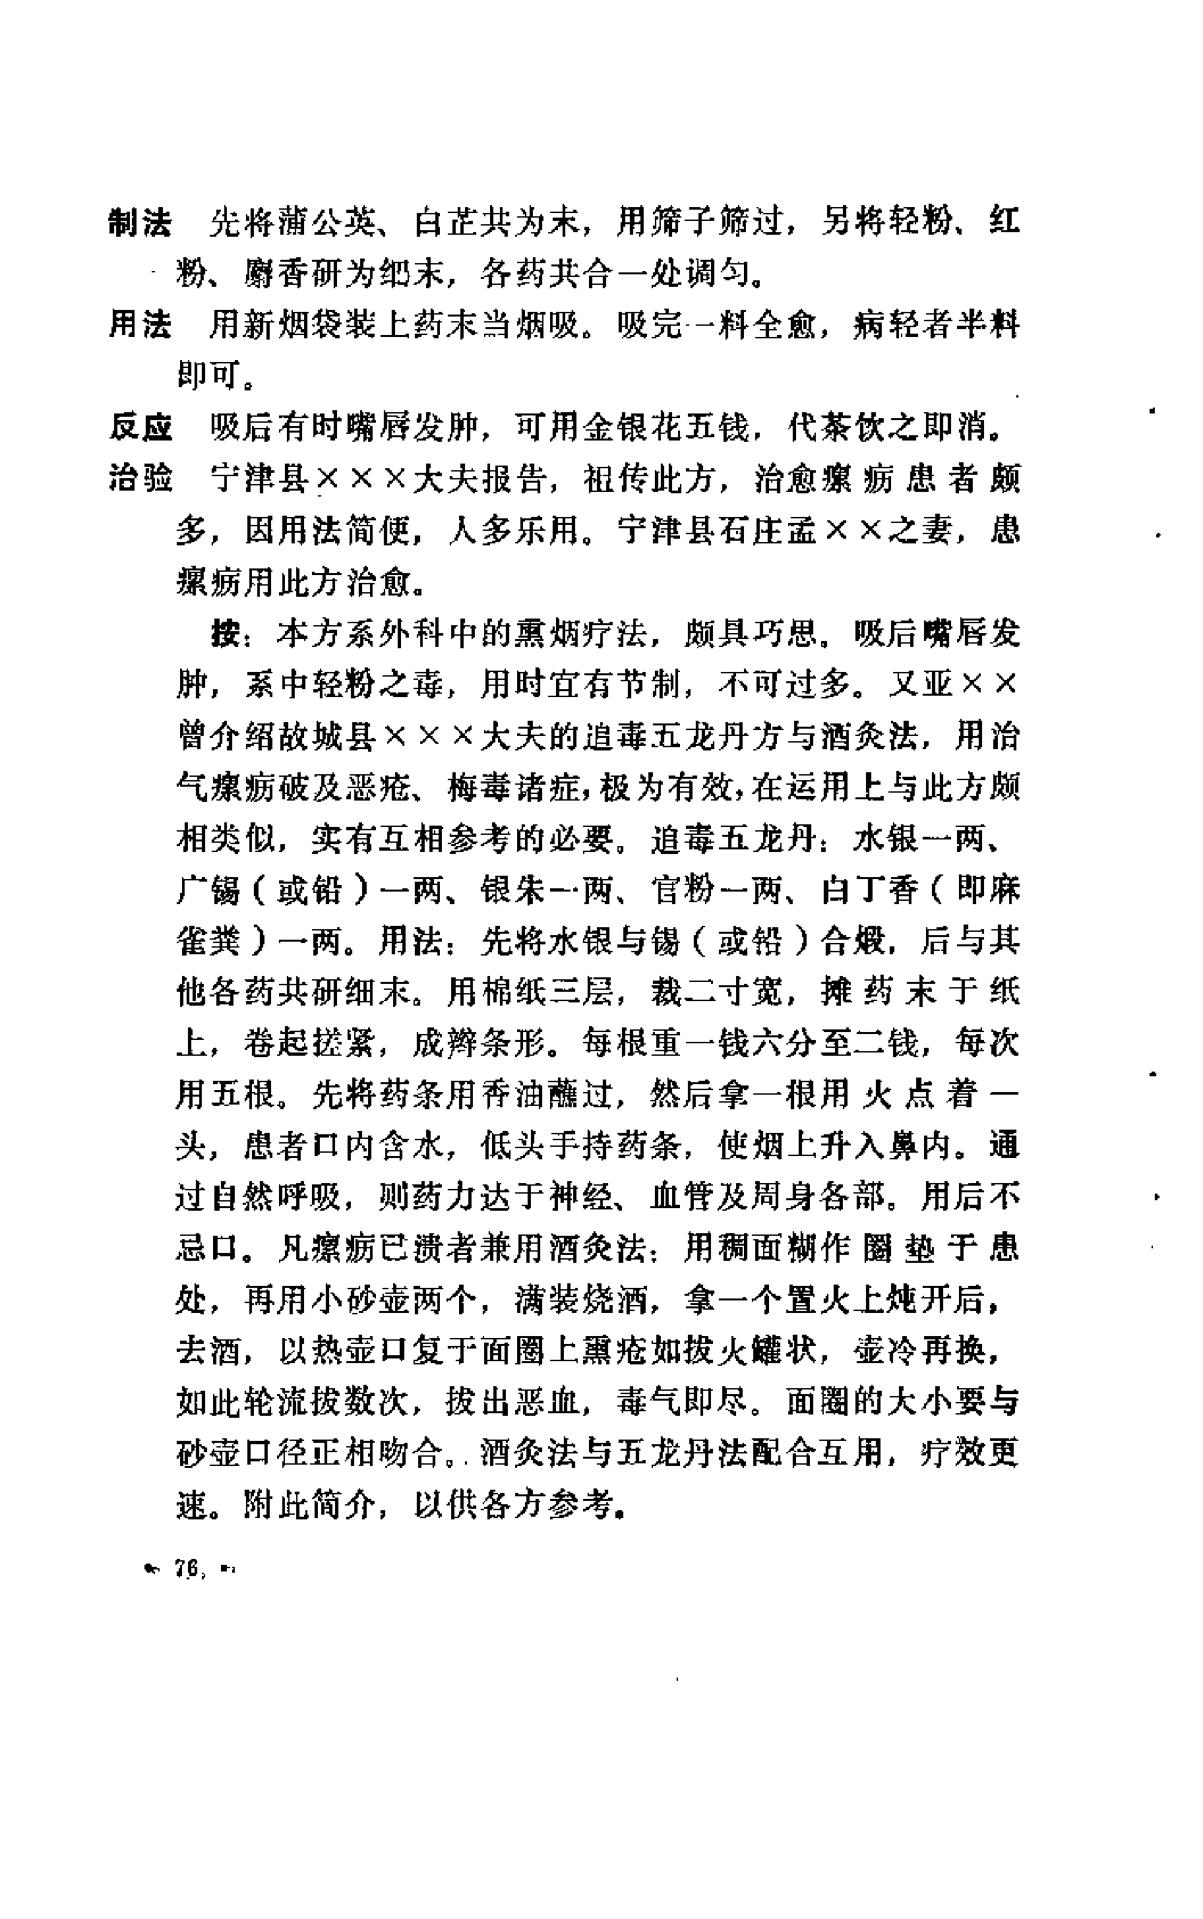 制法　先将蒲公英、白芷共为末，用筛子筛过，另将轻粉、红
粉、麝香研为细末，各药共合一处调匀。
用法　用新烟袋装上药末当烟吸。吸完一料全愈，病轻者半料
即可。
反应　吸后有时嘴唇发肿，可用金银花五钱，代茶饮之即消。
治验　宁津县×××大夫报告，祖传此方，治愈瘰疬患者颇
多，因用法简便，人多乐用。宁津县石庄孟××之妻，患
瘰疬用此方治愈。
按：本方系外科中的熏烟疗法，颇具巧思。吸后嘴唇发
肿，系中轻粉之毒，用时宜有节制，不可过多。又亚××
曾介绍故城县×××大夫的追毒五龙丹方与酒灸法，用治
气瘰疬破及恶疮、梅毒诸症，极为有效，在运用上与此方颇
相类似，实有互相参考的必要。追毒五龙丹：水银一两、
广锡（或铅）一两、银朱一两、官粉一两、白丁香（即麻
雀粪）一两。用法：先将水银与锡（或铅）合煅，后与其
他各药共研细末。用棉纸三层，裁二寸宽，摊药末于纸
上，卷起搓紧，成辫条形。每根重一钱六分至二钱，每次
用五根。先将药条用香油蘸过，然后拿一根用火点着一
头，患者口内含水，低头手持药条，使烟上升入鼻内。通
过自然呼吸，则药力达于神经、血管及周身各部。用后不
忌口。凡瘰疬已溃者兼用酒灸法：用稠面糊作圈垫于患
处，再用小砂壶两个，满装烧酒，拿一个置火上炖开后，
去酒，以热壶口复于面圈上熏疮如拔火罐状，壶冷再换，
如此轮流拔数次，拔出恶血，毒气即尽。面圈的大小要与
砂壶口径正相吻合。酒灸法与五龙丹法配合互用，疗效更
速。附此简介，以供各方参考。
76